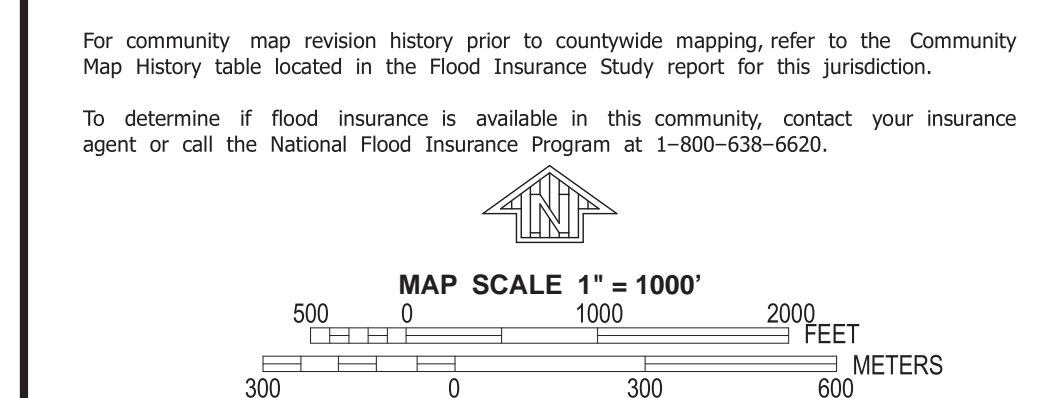 For community map revision history prior to countywide mapping, refer to the Community
Map History table located in the Flood Insurance Study report for this jurisdiction.
To determine if flood insurance is available in this community, contact your insurance
agent or call the National Flood Insurance Program at 1–800–638–6620.
N
MAP SCALE 1" = 1000'
500 0 1000 2000
FEET
METERS
300 0 300 600